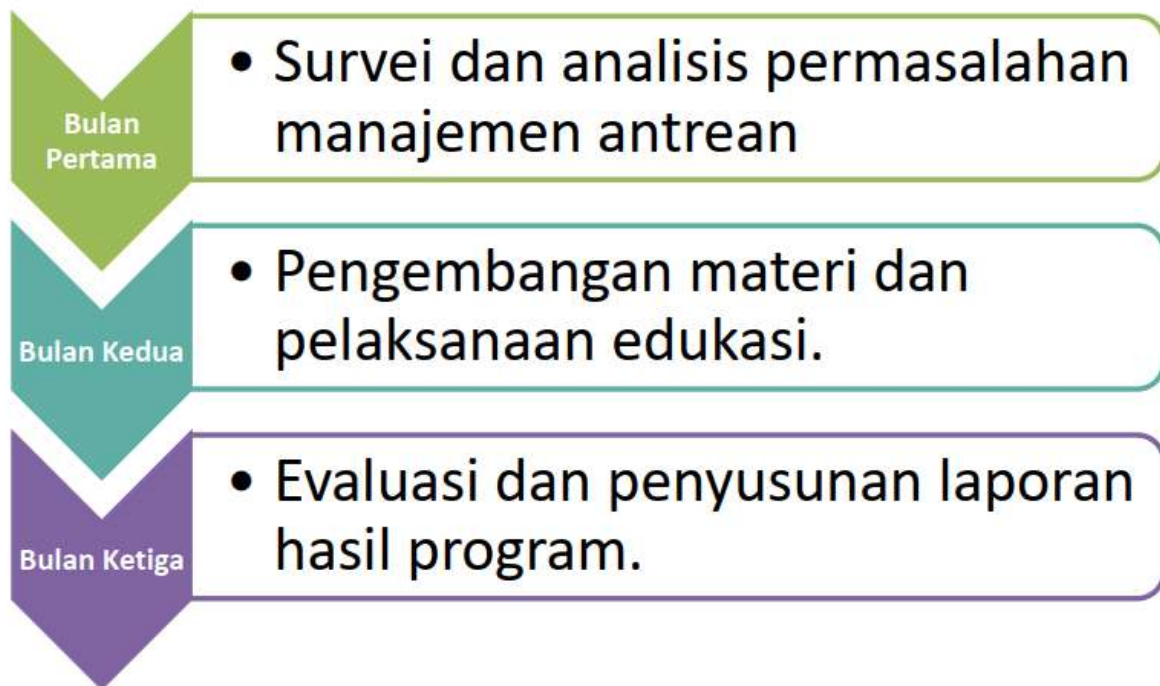 Bulan
Pertama
• Survei dan analisis permasalahan
manajemen antrean
Bulan Kedua
• Pengembangan materi dan
pelaksanaan edukasi.
Bulan Ketiga
• Evaluasi dan penyusunan laporan
hasil program.